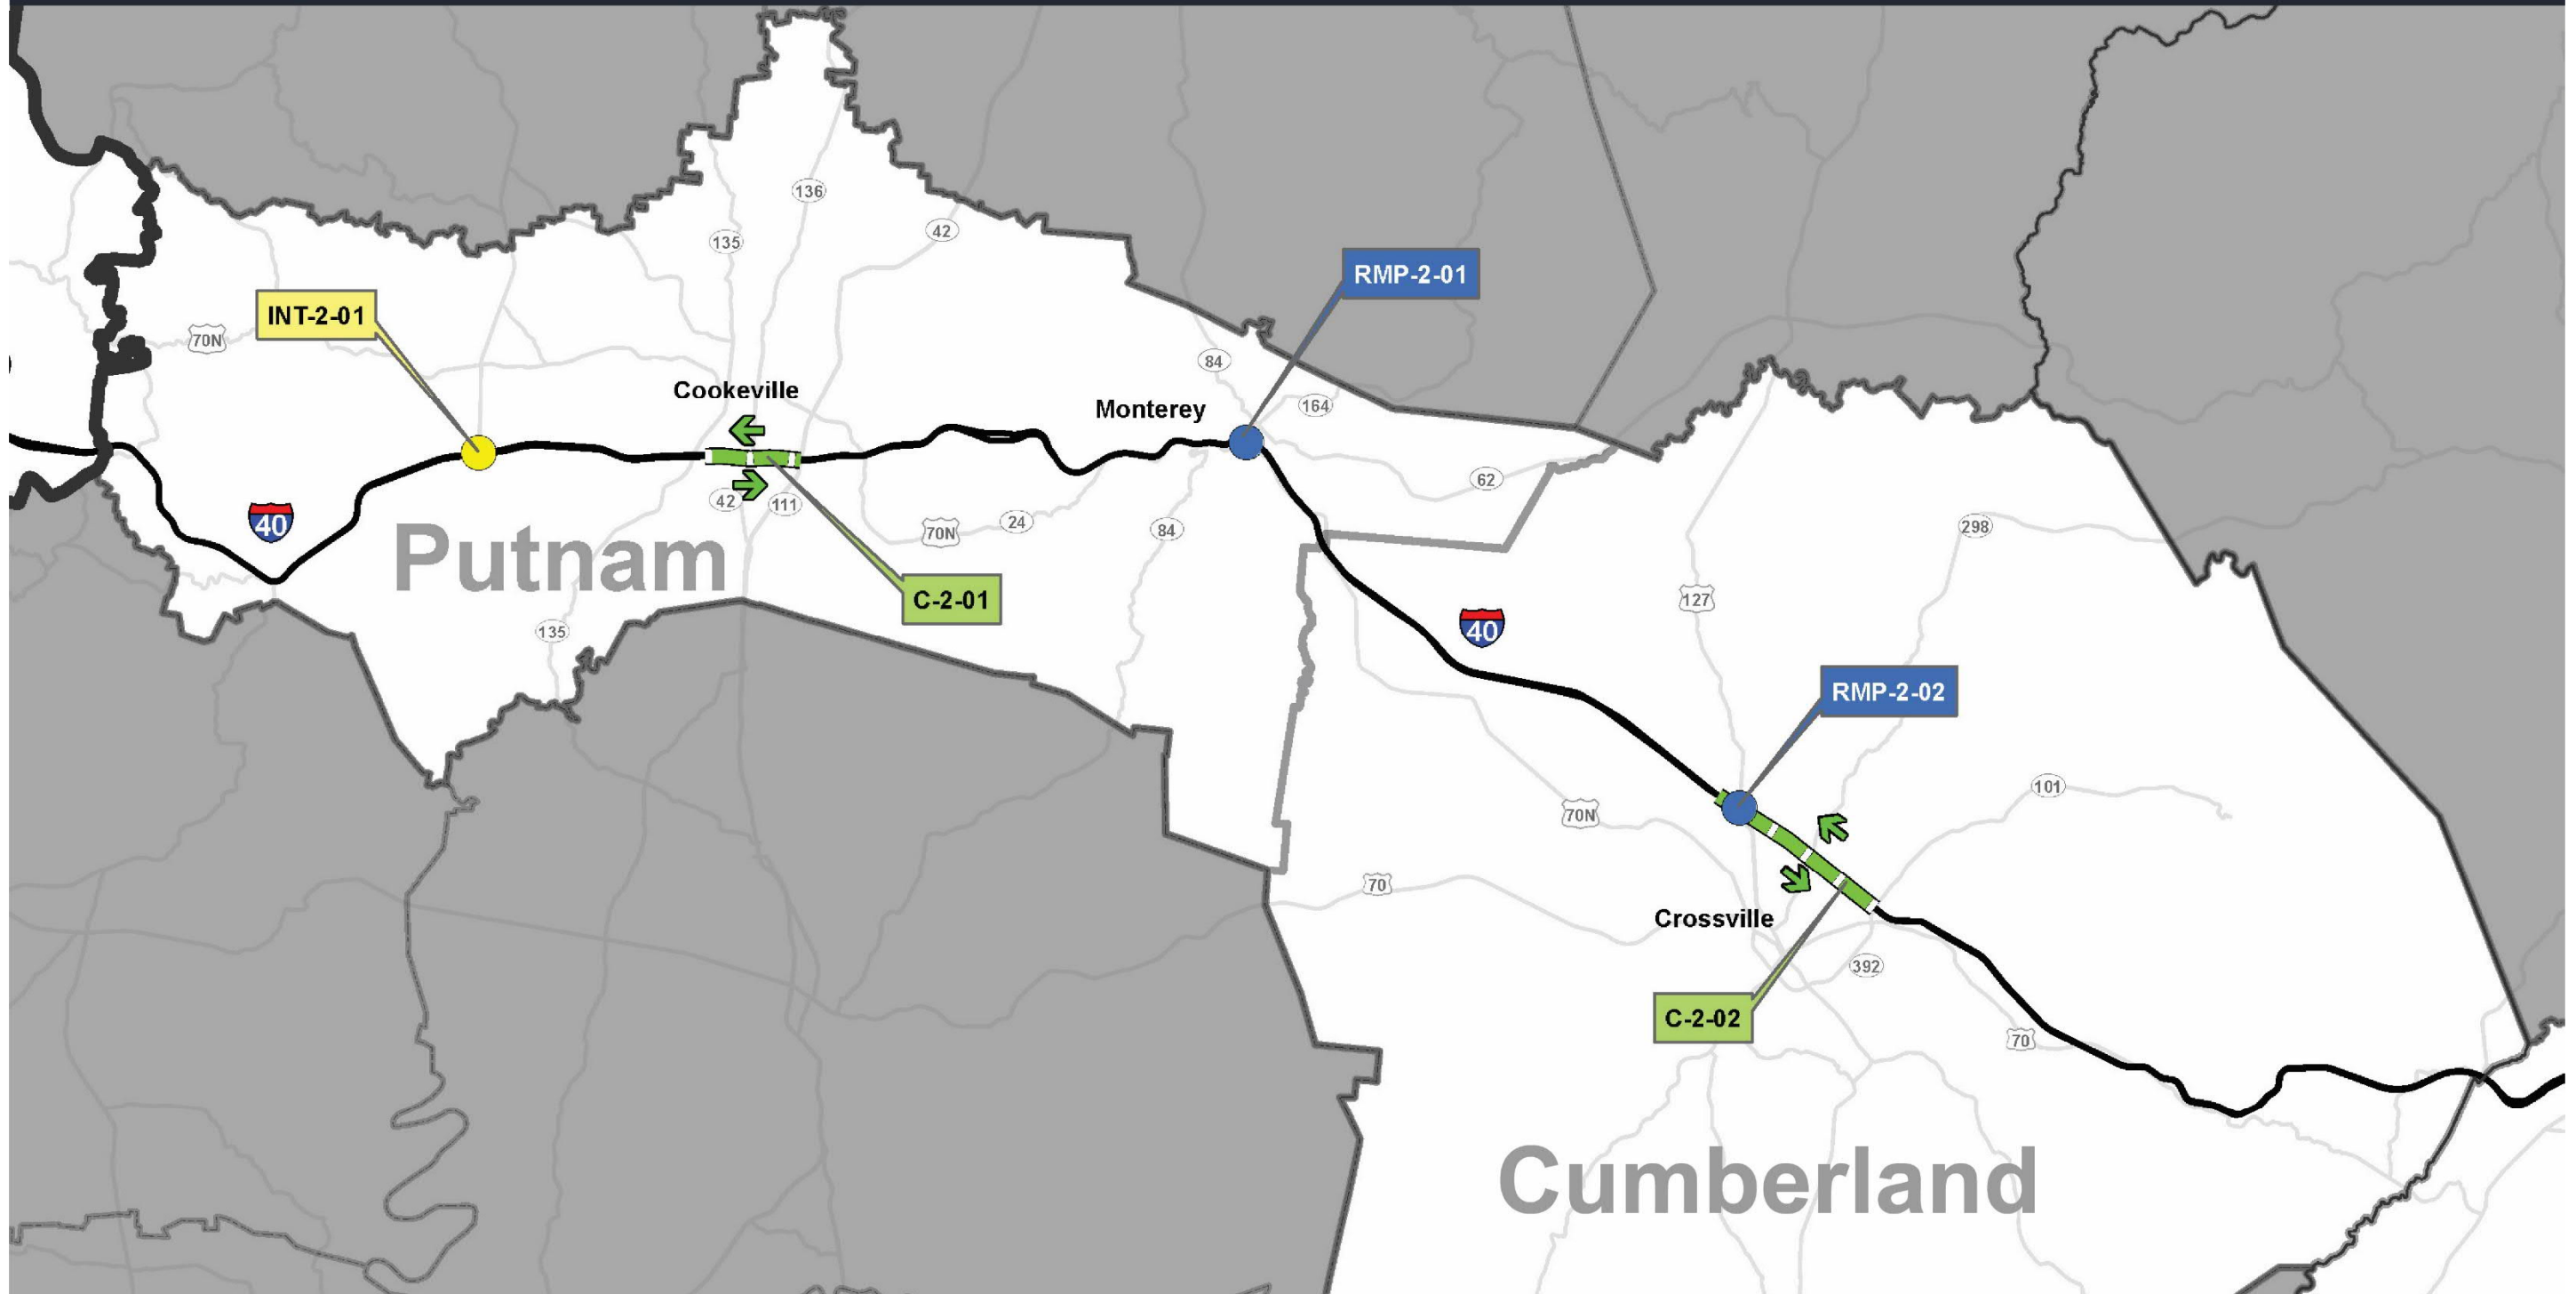 136
42
135
RMP-2-01
INT-2-01
70N
84
Cookeville
164
Monterey
62
42
111
40
24
70N
84
298
Putnam
C-2-01
127
135
40
RMP-2-02
101
70N
70
Crossville
392
C-2-02
70
Cumberland